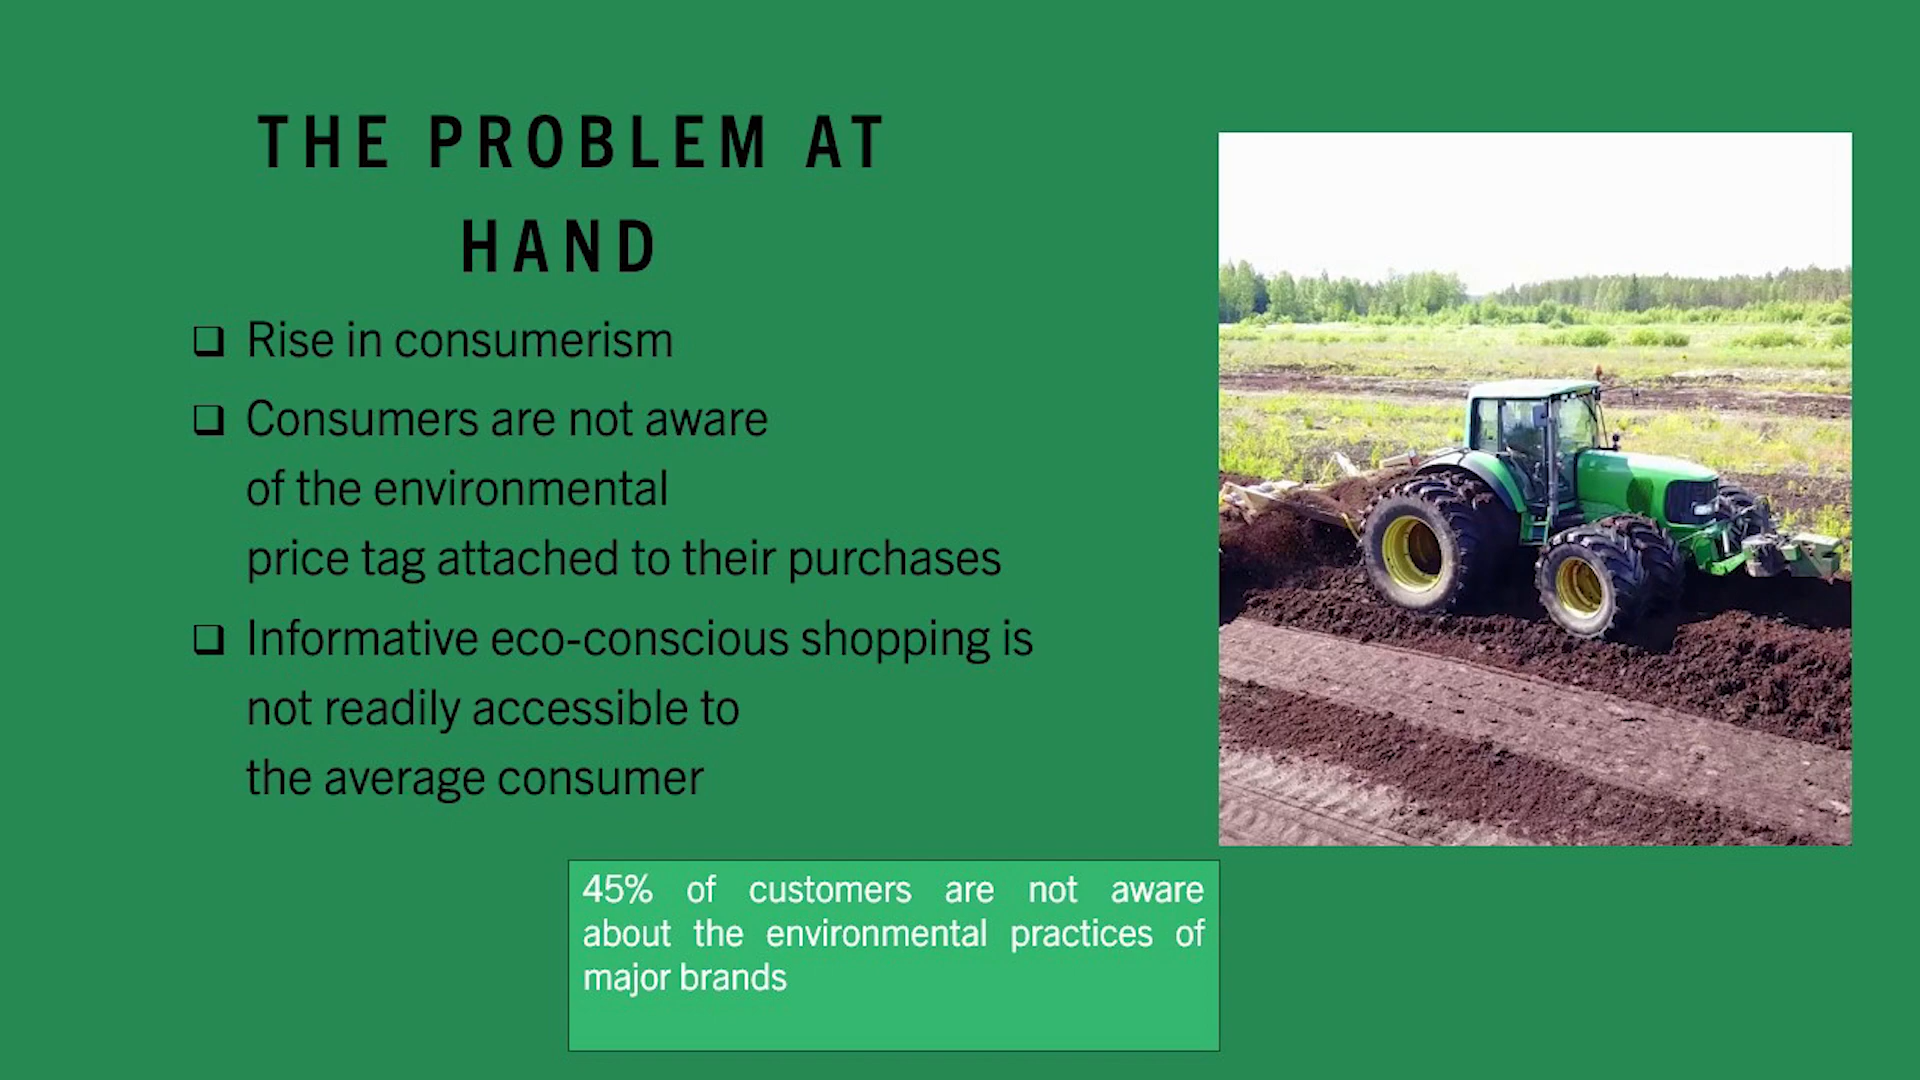 THE PROBLEM AT
HAND
Rise in consumerism
Consumers are not aware
of the environmental
price tag attached to their purchases
Informative eco-conscious shopping is
not readily accessible to
the average consumer
45% of customers are not aware
about the environmental practices of
major brands